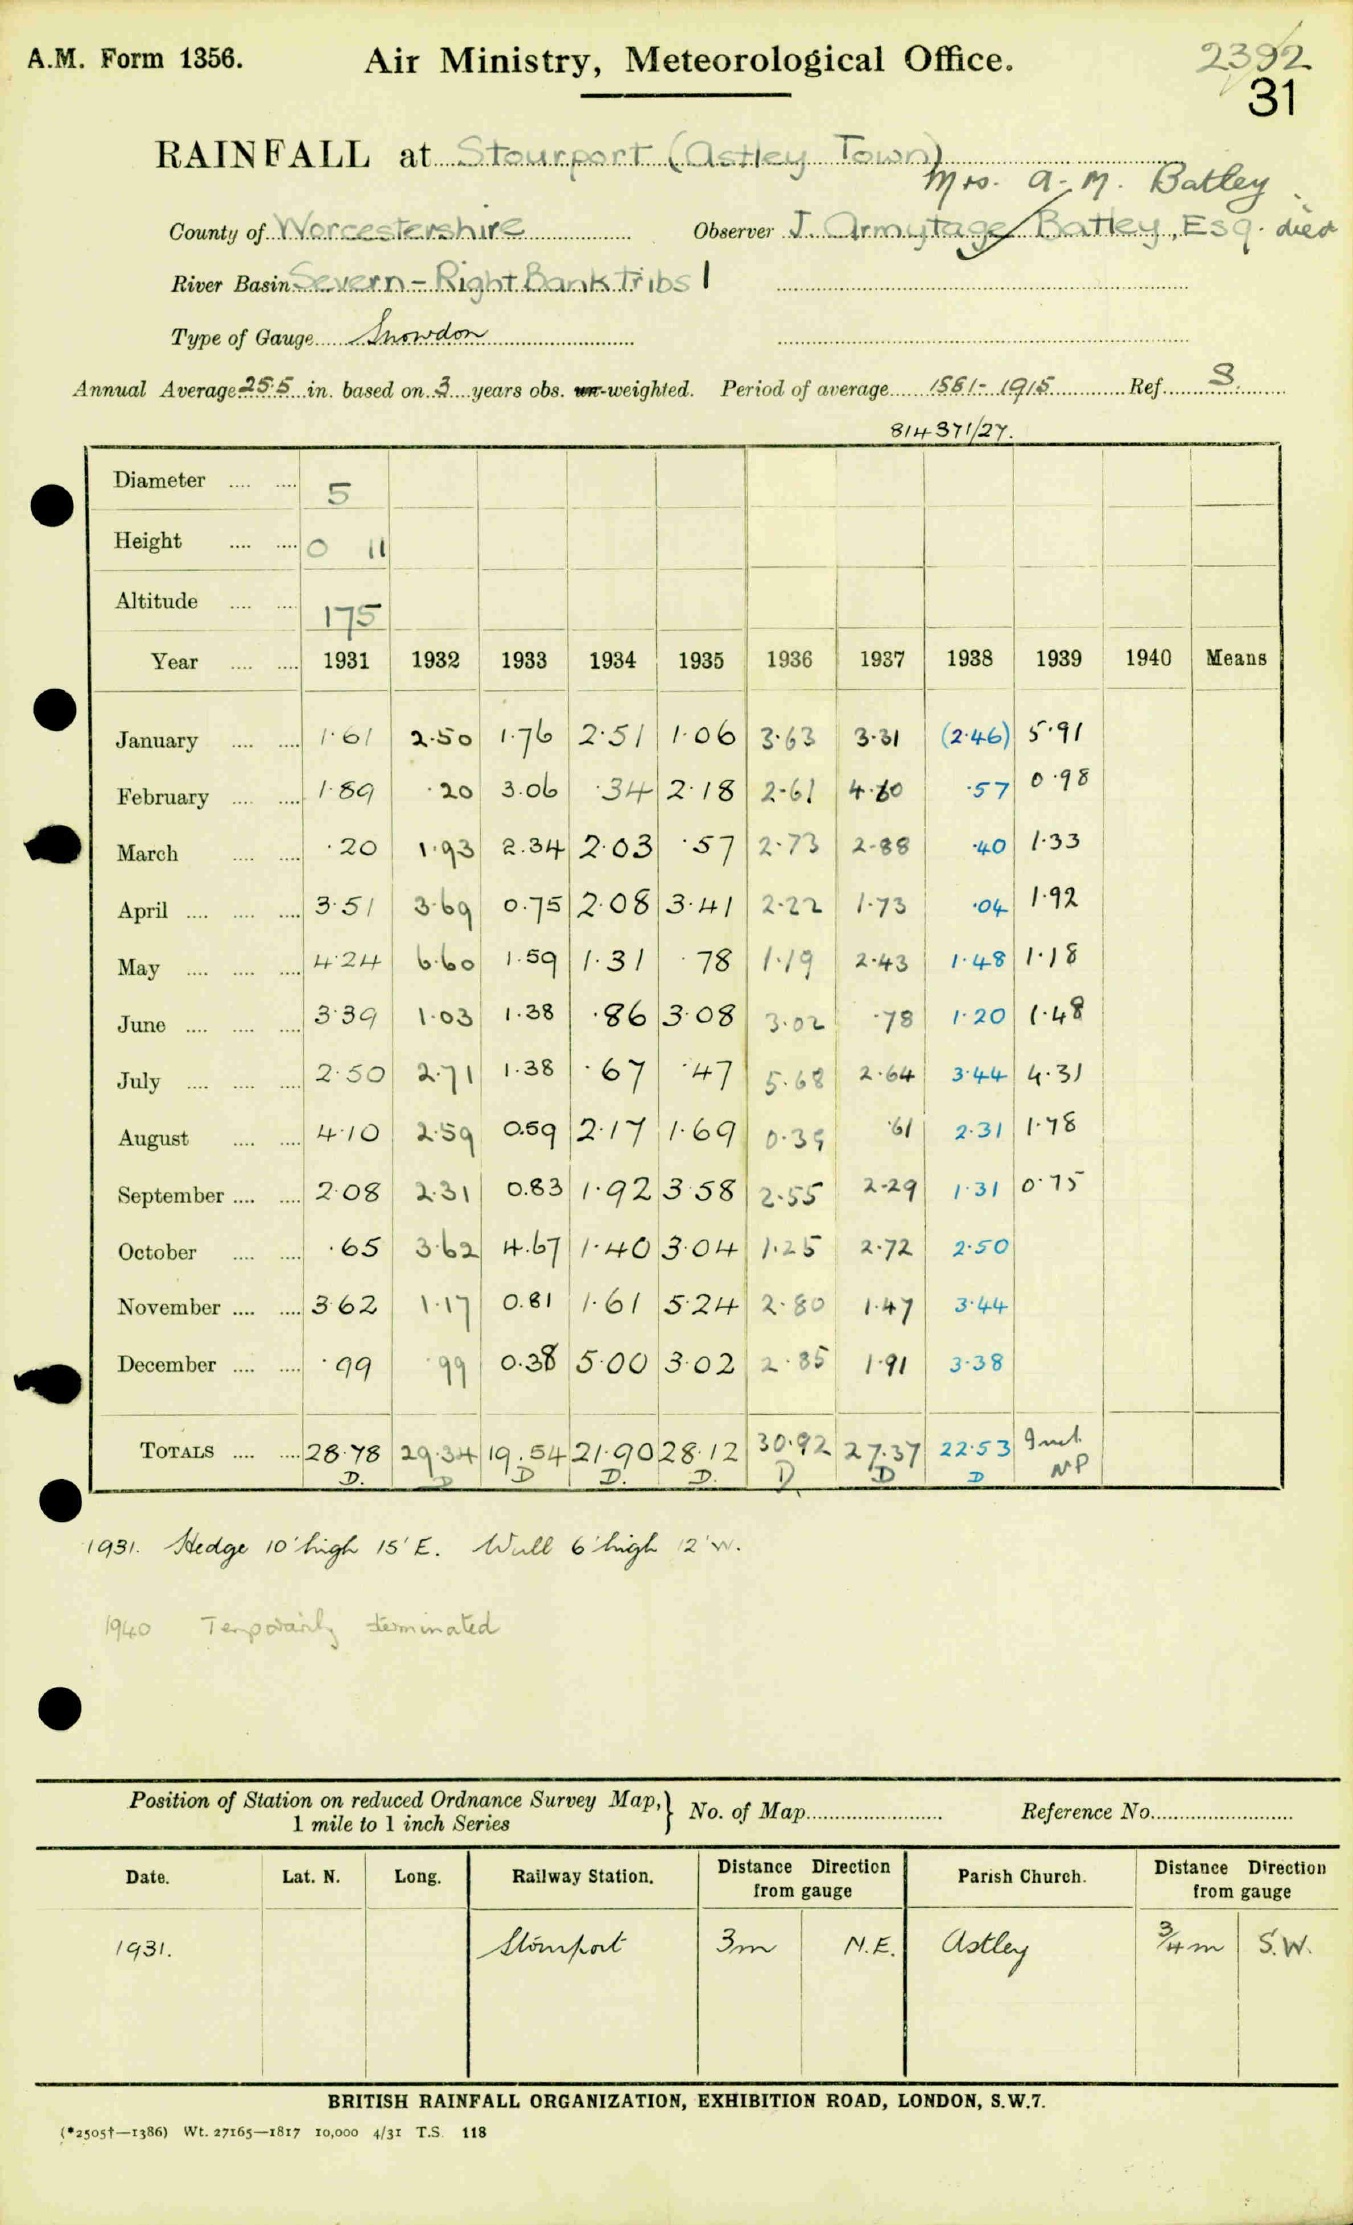 A.M. Form 1356. Air Ministry, Meteorological Office. 2392
31
RAINFALL at Stourport (Astley Town)
Mrs. A. M. Batley
County of Worcestershire Observer J. Armytage Batley, Esq. died
River Basin Severn - Right Bank Tribs 1
Type of Gauge Snowdon
Annual Average 25.5 in. based on 3 years obs. un-weighted. Period of average 1881-1915 Ref. S.
814371/27.
Diameter 5
Height 0 11
Altitude 175
Year 1931 1932 1933 1934 1935 1936 1937 1938 1939 1940 Means
January 1.61 2.50 1.76 2.51 1.06 3.63 3.31 (2.46) 5.91
February 1.89 .20 3.06 .34 2.18 2.61 4.60 .57 0.98
March .20 1.93 2.34 2.03 .57 2.73 2.88 .40 1.33
April 3.51 3.69 0.75 2.08 3.41 2.22 1.73 .04 1.92
May 4.24 6.60 1.59 1.31 .78 1.19 2.43 1.48 1.18
June 3.39 1.03 1.38 .86 3.08 3.02 .78 1.20 1.48
July 2.50 2.71 1.38 .67 .47 5.68 2.64 3.44 4.31
August 4.10 2.59 0.59 2.17 1.69 0.39 .61 2.31 1.78
September 2.08 2.31 0.83 1.92 3.58 2.55 2.29 1.31 0.75
October .65 3.62 4.67 1.40 3.04 1.25 2.72 2.50
November 3.62 1.17 0.81 1.61 5.24 2.80 1.47 3.44
December .99 .99 0.38 5.00 3.02 2.85 1.91 3.38
TOTALS 28.78 29.34 19.54 21.90 28.12 30.92 27.37 22.53 Incl.
D. D D D. D. D D D NP
1931. Hedge 10' high 15' E. Wall 6' high 12' W.
1940 Temporarily terminated
Position of Station on reduced Ordnance Survey Map, } No. of Map Reference No.
1 mile to 1 inch Series
Date. Lat. N. Long. Railway Station. Distance Direction from gauge Parish Church. Distance Direction from gauge
1931. Stourport 3m N.E. Astley 3/4 m S.W.
BRITISH RAINFALL ORGANIZATION, EXHIBITION ROAD, LONDON, S.W.7.
(*2505†—1386) Wt. 27165—1817 10,000 4/31 T.S. 118